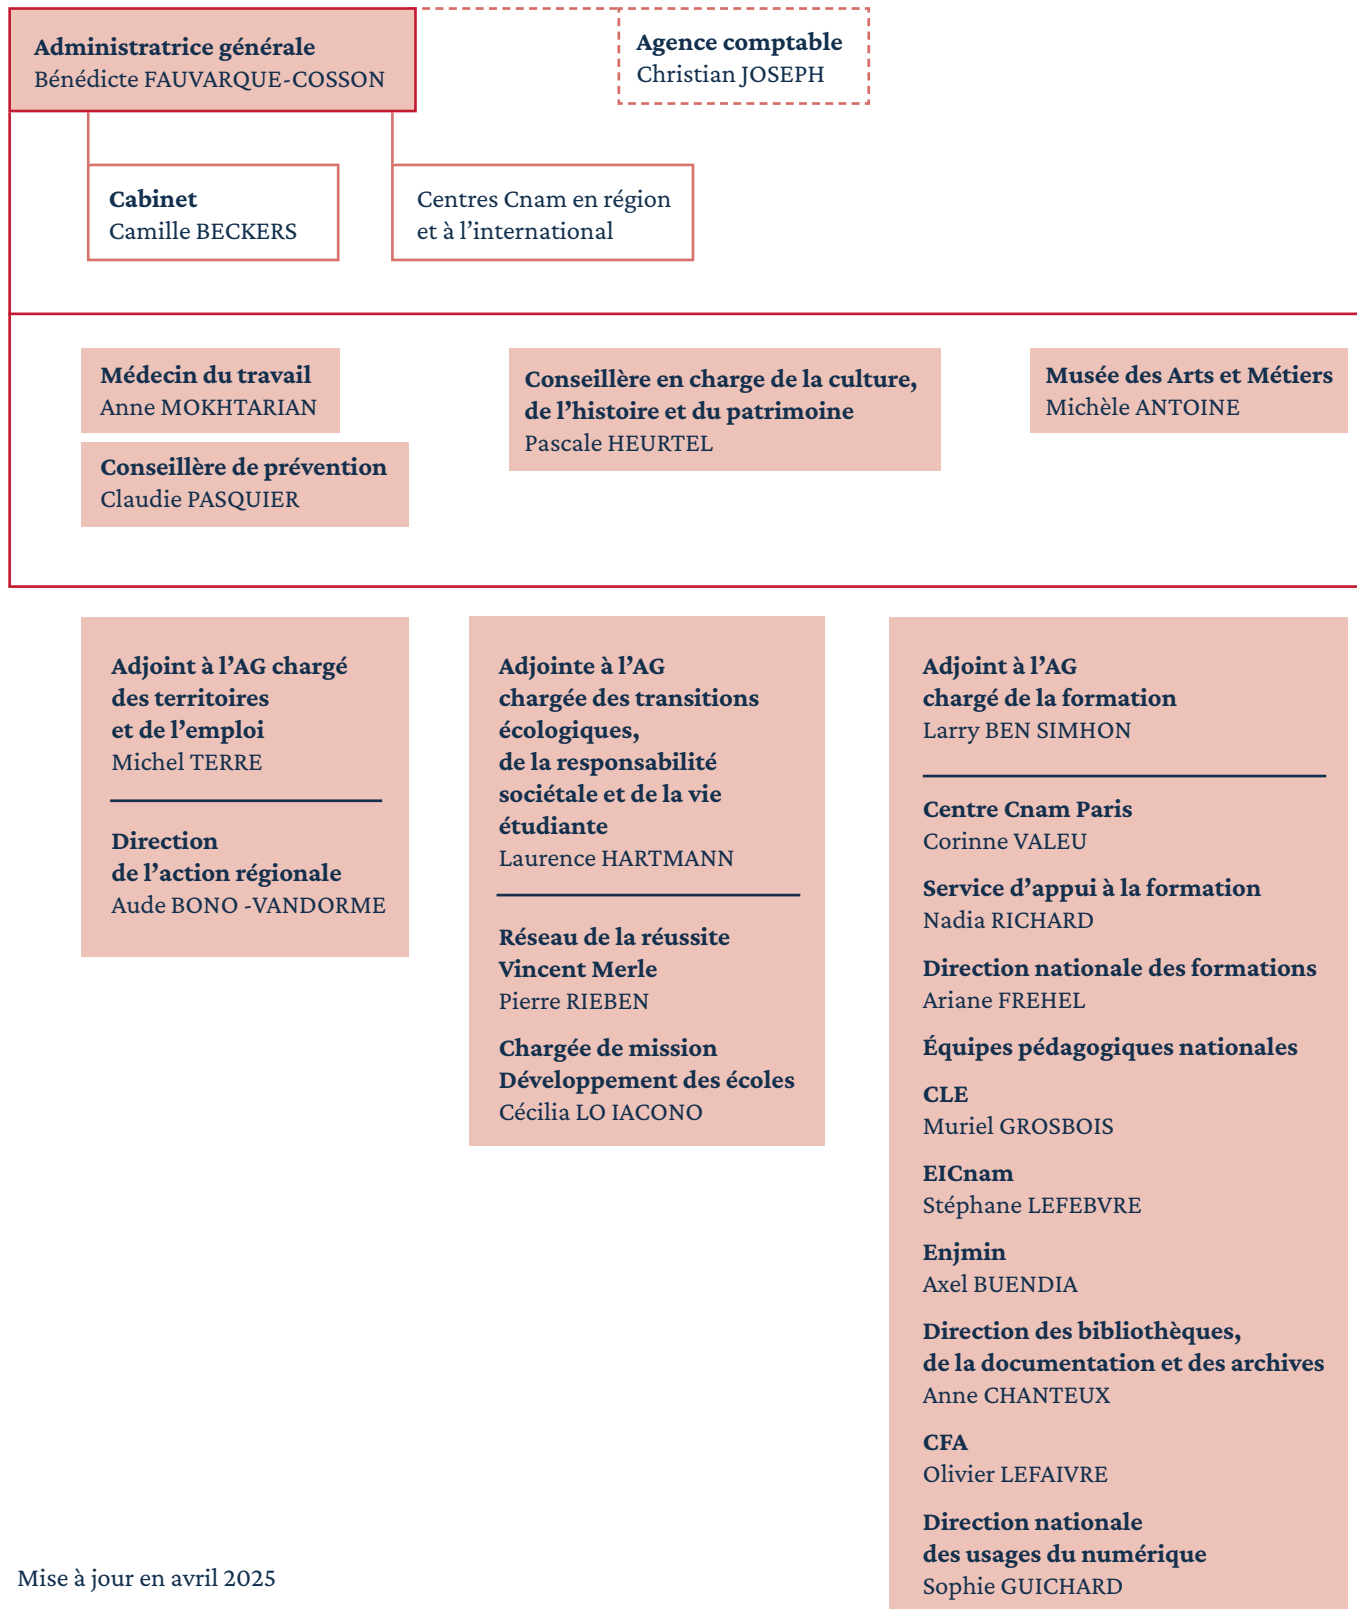 Administratrice générale
Bénédicte FAUVARQUE-COSSON
Agence comptable
Christian JOSEPH
Cabinet
Camille BECKERS
Centres Cnam en région
et à l’international
Médecin du travail
Anne MOKHTARIAN
Conseillère de prévention
Claudie PASQUIER
Conseillère en charge de la culture,
de l’histoire et du patrimoine
Pascale HEURTEL
Musée des Arts et Métiers
Michèle ANTOINE
Adjoint à l’AG chargé
des territoires
et de l’emploi
Michel TERRE
Direction
de l’action régionale
Aude BONO -VANDORME
Adjointe à l’AG
chargée des transitions
écologiques,
de la responsabilité
sociétale et de la vie
étudiante
Laurence HARTMANN
Réseau de la réussite
Vincent Merle
Pierre RIEBEN
Chargée de mission
Développement des écoles
Cécilia LO IACONO
Adjoint à l’AG
chargé de la formation
Larry BEN SIMHON
Centre Cnam Paris
Corinne VALEU
Service d’appui à la formation
Nadia RICHARD
Direction nationale des formations
Ariane FREHEL
Équipes pédagogiques nationales
CLE
Muriel GROSBOIS
EICnam
Stéphane LEFEBVRE
Enjmin
Axel BUENDIA
Direction des bibliothèques,
de la documentation et des archives
Anne CHANTEUX
CFA
Olivier LEFAIVRE
Direction nationale
des usages du numérique
Sophie GUICHARD
Mise à jour en avril 2025